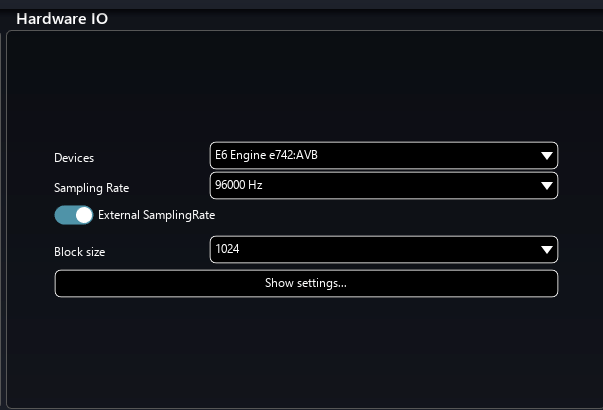 Hardware IO
Devices
E6 Engine e742:AVB
Sampling Rate
96000 Hz
External SamplingRate
Block size
1024
Show settings...